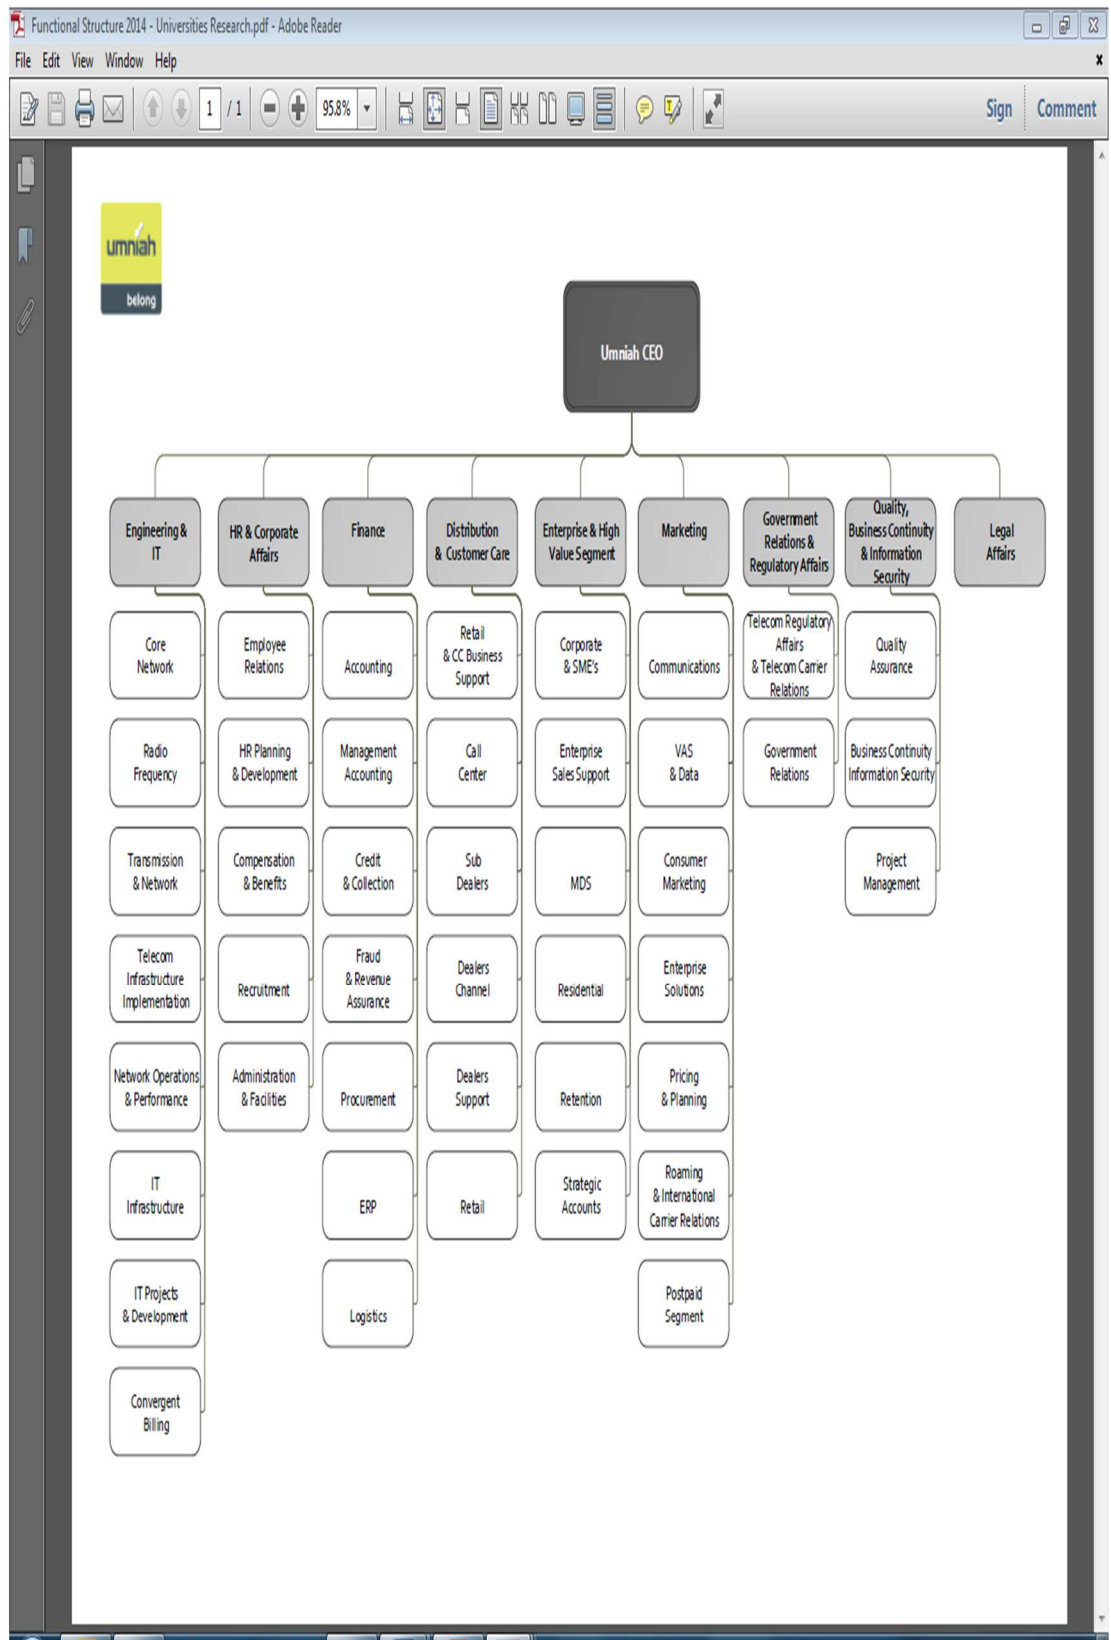 Functional Structure 2014 - Universities Research.pdf - Adobe Reader
File Edit View Window Help
1 / 1 95.8% Sign Comment
umniah
belong
Umniah CEO
Engineering &
IT
HR & Corporate
Affairs
Finance
Distribution
& Customer Care
Enterprise & High
Value Segment
Marketing
Government
Relations &
Regulatory Affairs
Quality,
Business Continuity
& Information
Security
Legal
Affairs
Core
Network
Radio
Frequency
Transmission
& Network
Telecom
Infrastructure
Implementation
Network Operations
& Performance
IT
Infrastructure
IT Projects
& Development
Convergent
Billing
Employee
Relations
HR Planning
& Development
Compensation
& Benefits
Recruitment
Administration
& Facilities
Accounting
Management
Accounting
Credit
& Collection
Fraud
& Revenue
Assurance
Procurement
ERP
Logistics
Retail
& CC Business
Support
Call
Center
Sub
Dealers
Dealers
Channel
Dealers
Support
Retail
Corporate
& SME's
Enterprise
Sales Support
MDS
Residential
Retention
Strategic
Accounts
Communications
VAS
& Data
Consumer
Marketing
Enterprise
Solutions
Pricing
& Planning
Roaming
& International
Carrier Relations
Postpaid
Segment
Telecom Regulatory
Affairs
& Telecom Carrier
Relations
Government
Relations
Quality
Assurance
Business Continuity
Information Security
Project
Management